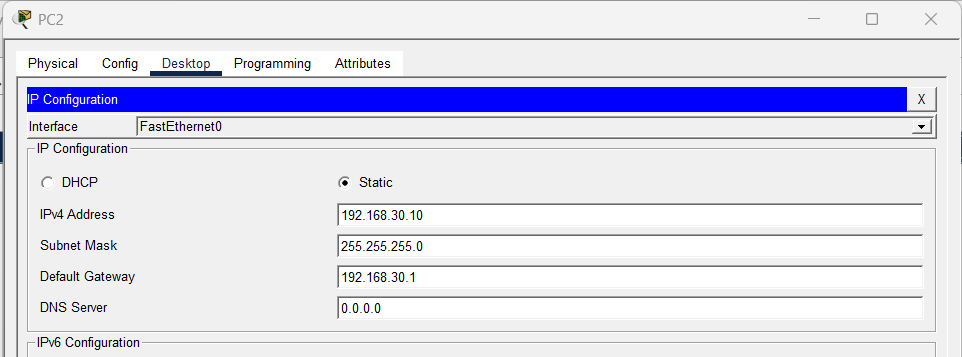 PC2
Physical Config Desktop Programming Attributes
IP Configuration X
Interface FastEthernet0
IP Configuration
DHCP Static
IPv4 Address 192.168.30.10
Subnet Mask 255.255.255.0
Default Gateway 192.168.30.1
DNS Server 0.0.0.0
IPv6 Configuration